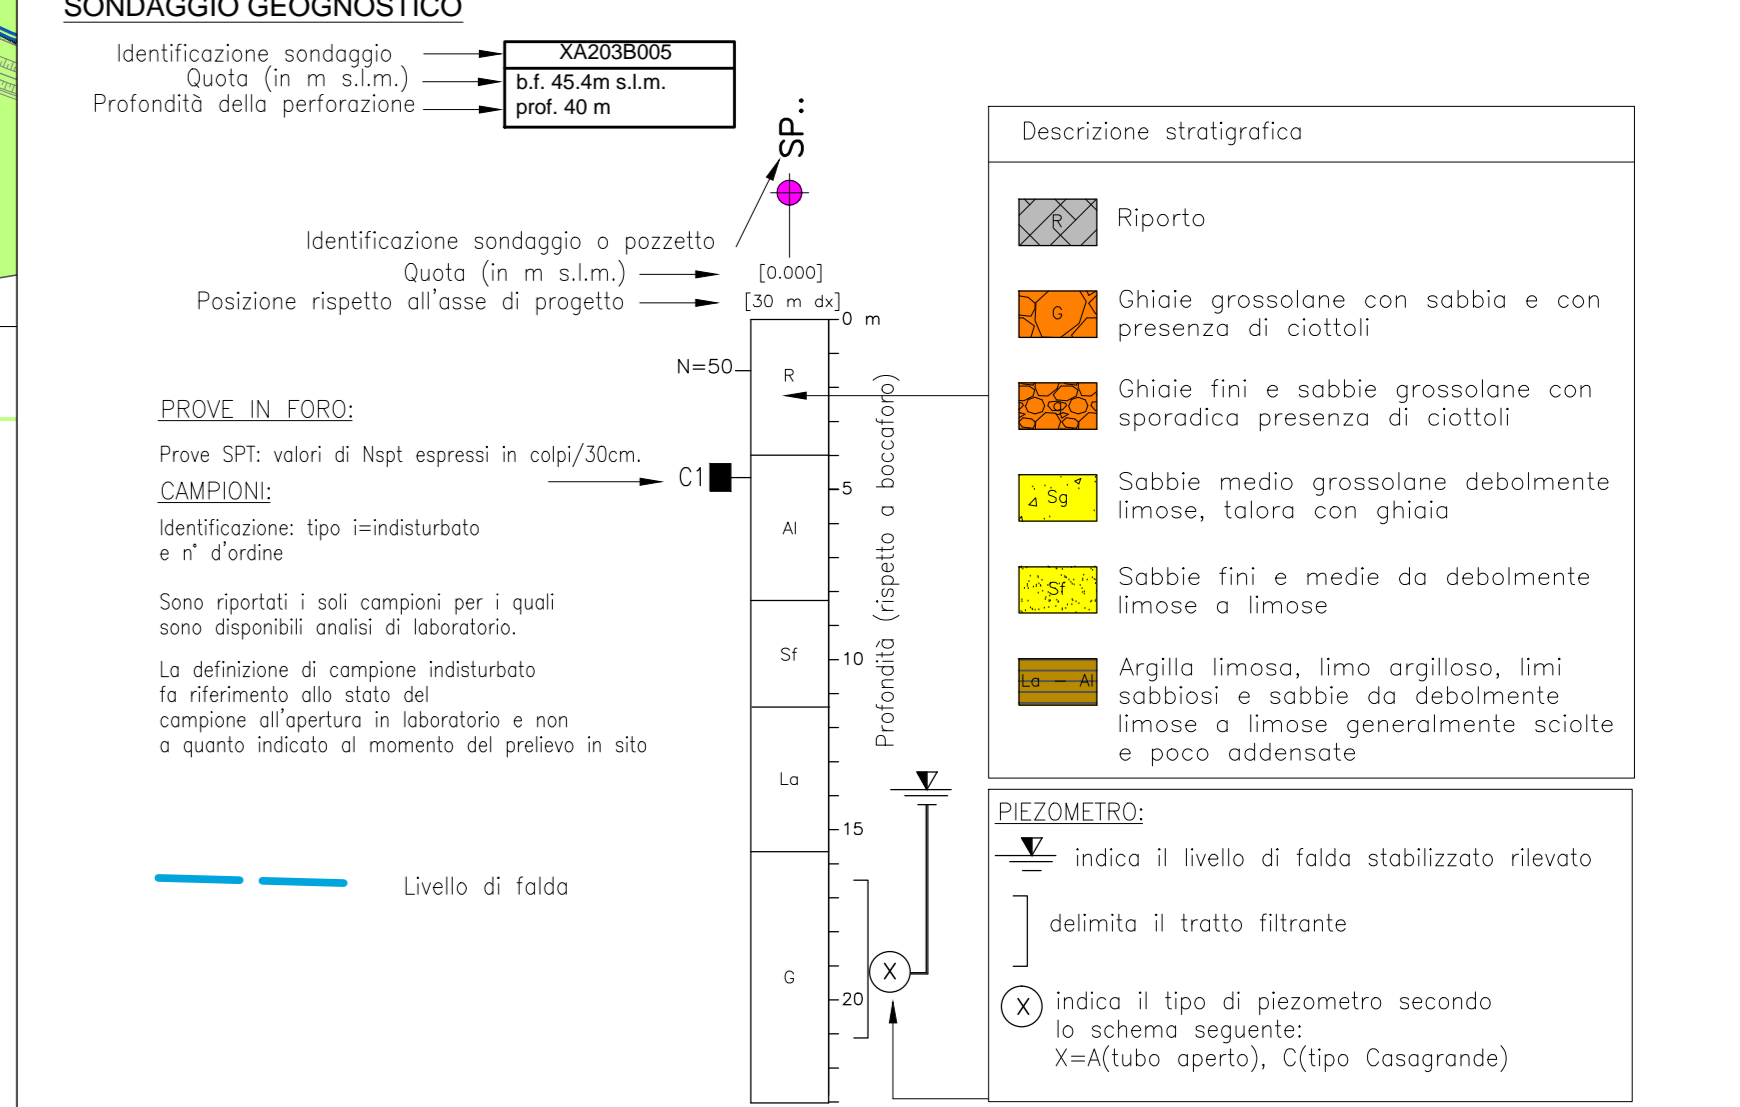 SONDAGGIO GEOGNOSTICO
Identificazione sondaggio
XA203B005
Quota (in m s.l.m.)
b.f. 45.4m s.l.m.
Profondità della perforazione
prof. 40 m
SP..
Identificazione sondaggio o pozzetto
Quota (in m s.l.m.)
[0.000]
Posizione rispetto all'asse di progetto
[30 m dx]
0 m
N=50
R
PROVE IN FORO:
Prove SPT: valori di Nspt espressi in colpi/30cm.
C1
5
CAMPIONI:
Identificazione: tipo i=indisturbato
e n° d'ordine
Al
Sono riportati i soli campioni per i quali
sono disponibili analisi di laboratorio.
Sf
10
La definizione di campione indisturbato
fa riferimento allo stato del
campione all'apertura in laboratorio e non
a quanto indicato al momento del prelievo in sito
La
15
Livello di falda
G
20
X
Profondità (rispetto a boccaforo)
Descrizione stratigrafica
R
Riporto
G
Ghiaie grossolane con sabbia e con
presenza di ciottoli
g
Ghiaie fini e sabbie grossolane con
sporadica presenza di ciottoli
Sg
Sabbie medio grossolane debolmente
limose, talora con ghiaia
Sf
Sabbie fini e medie da debolmente
limose a limose
La - Al
Argilla limosa, limo argilloso, limi
sabbiosi e sabbie da debolmente
limose a limose generalmente sciolte
e poco addensate
PIEZOMETRO:
indica il livello di falda stabilizzato rilevato
delimita il tratto filtrante
X
indica il tipo di piezometro secondo
lo schema seguente:
X=A(tubo aperto), C(tipo Casagrande)